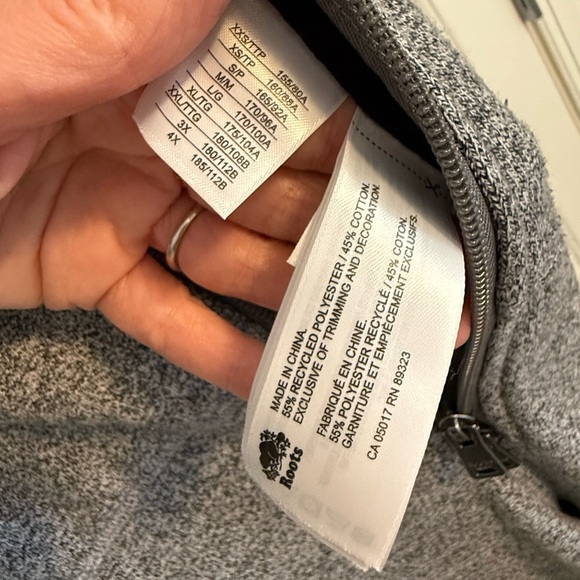 XXS/TTP 155/80A
XS/TP 160/88A
S/P 165/92A
M/M 170/96A
L/G 170/100A
XL/TG 175/104A
XXL/TTG 180/108B
3X 180/112B
4X 185/112B
MADE IN CHINA.
55% RECYCLED POLYESTER / 45% COTTON.
EXCLUSIVE OF TRIMMING AND DECORATION.
FABRIQUÉ EN CHINE.
55% POLYESTER RECYCLÉ / 45% COTON.
GARNITURE ET EMPIÈCEMENT EXCLUSIFS.
CA 05017 RN 89323
Roots